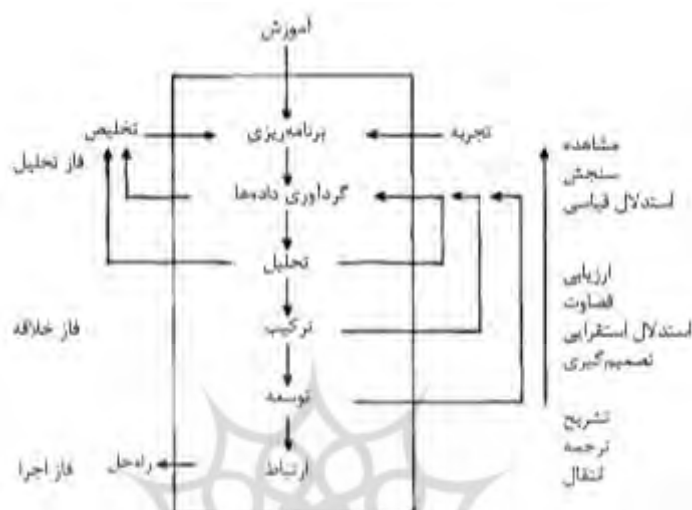 آموزش
تخلیص
برنامه‌ریزی
تجربه
مشاهده
سنجش
استدلال قیاسی
فاز تحلیل
گردآوری داده‌ها
تحلیل
ارزیابی
قضاوت
استدلال استقرایی
تصمیم‌گیری
ترکیب
فاز خلاقه
توسعه
تشریح
ترجمه
انتقال
ارتباط
راه‌حل
فاز اجرا